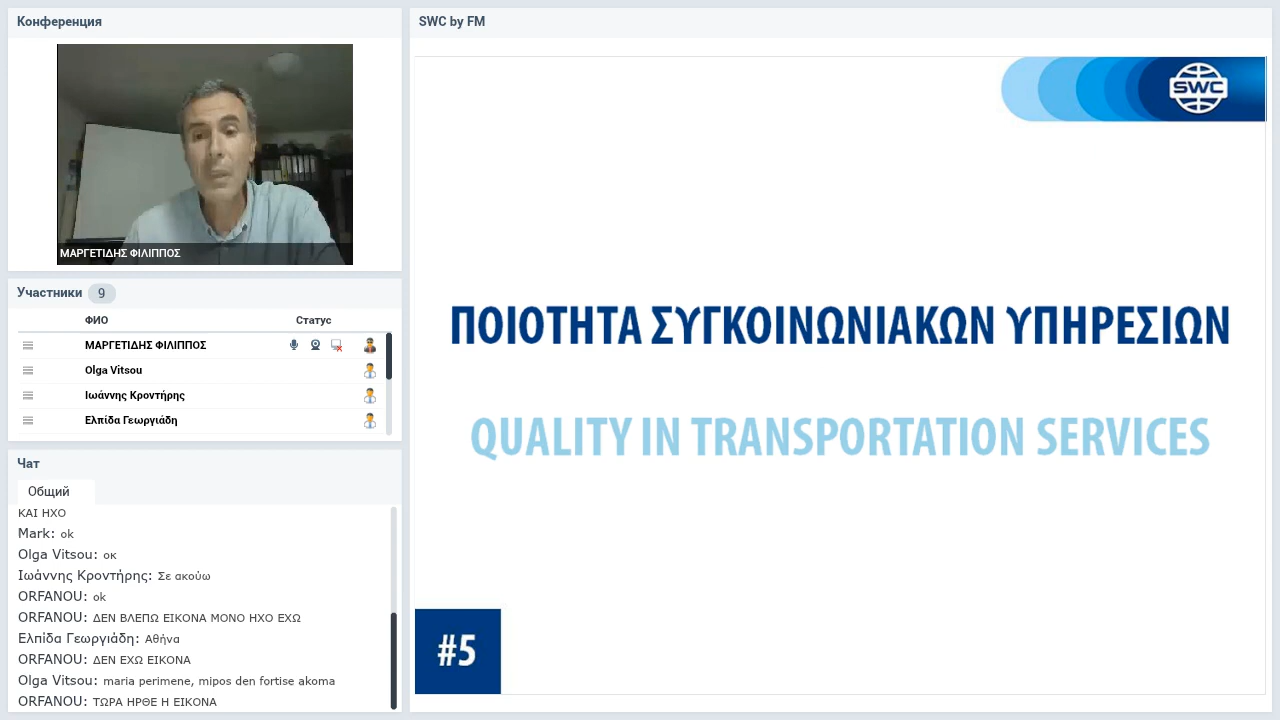 Конференция
ΜΑΡΓΕΤΙΔΗΣ ΦΙΛΙΠΠΟΣ
Участники 9
ФИО Статус
ΜΑΡΓΕΤΙΔΗΣ ΦΙΛΙΠΠΟΣ
Olga Vitsou
Ιωάννης Κροντήρης
Ελπίδα Γεωργιάδη
Чат
Общий
ΚΑΙ ΗΧΟ
Mark: ok
Olga Vitsou: οκ
Ιωάννης Κροντήρης: Σε ακούω
ORFANOU: ok
ORFANOU: ΔΕΝ ΒΛΕΠΩ ΕΙΚΟΝΑ ΜΟΝΟ ΗΧΟ ΕΧΩ
Ελπίδα Γεωργιάδη: Αθήνα
ORFANOU: ΔΕΝ ΕΧΩ ΕΙΚΟΝΑ
Olga Vitsou: maria perimene, mipos den fortise akoma
ORFANOU: ΤΩΡΑ ΗΡΘΕ Η ΕΙΚΟΝΑ
SWC by FM
SWC
ΠΟΙΟΤΗΤΑ ΣΥΓΚΟΙΝΩΝΙΑΚΩΝ ΥΠΗΡΕΣΙΩΝ
QUALITY IN TRANSPORTATION SERVICES
#5